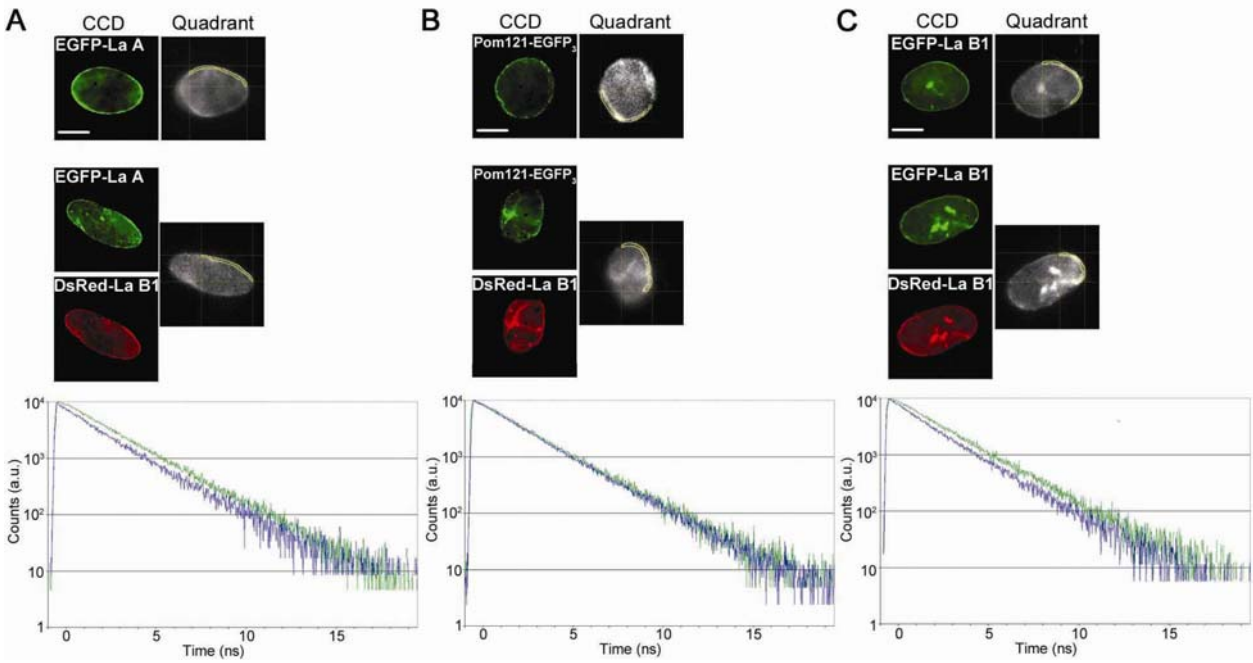 A
CCD
Quadrant
EGFP-La A
EGFP-La A
DsRed-La B1
10⁴
10³
10²
10
1
Counts (a.u.)
0
5
10
15
Time (ns)
B
CCD
Quadrant
Pom121-EGFP₃
Pom121-EGFP₃
DsRed-La B1
10⁴
10³
10²
10
1
Counts (a.u.)
0
5
10
15
Time (ns)
C
CCD
Quadrant
EGFP-La B1
EGFP-La B1
DsRed-La B1
10⁴
10³
10²
10
1
Counts (a.u.)
0
5
10
15
Time (ns)